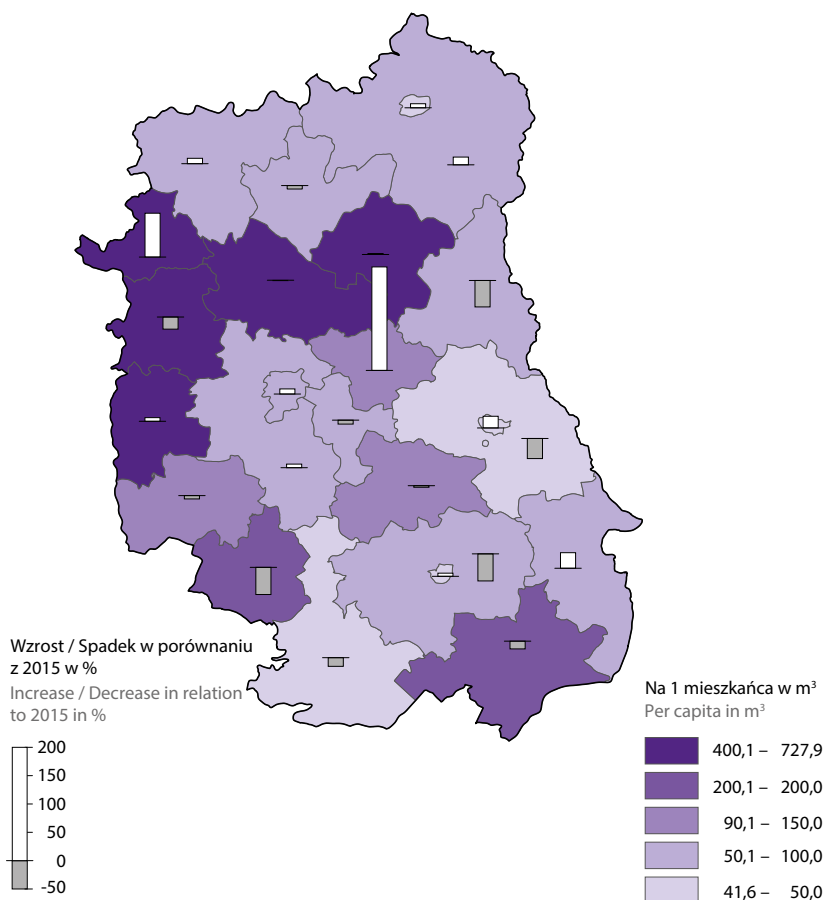 Wzrost / Spadek w porównaniu
z 2015 w %
Increase / Decrease in relation
to 2015 in %
200
150
100
50
0
-50
Na 1 mieszkańca w m³
Per capita in m³
400,1 – 727,9
200,1 – 200,0
90,1 – 150,0
50,1 – 100,0
41,6 – 50,0